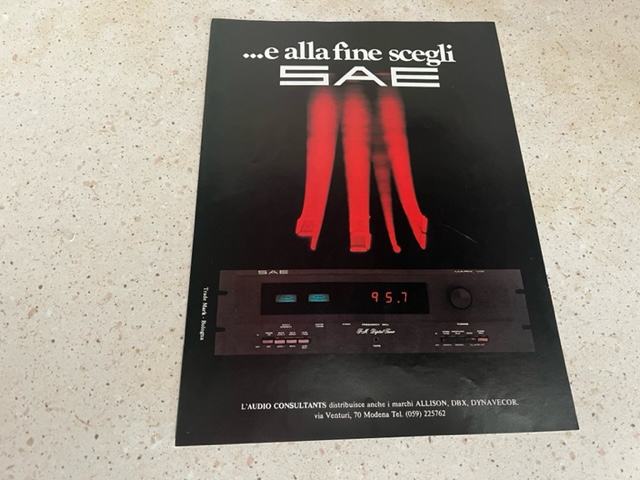 ...e alla fine scegli
SAE
SAE
95.7
F.M. Digital Tuner
Trade Mark - Bologna
L'AUDIO CONSULTANTS distribuisce anche i marchi ALLISON, DBX, DYNAVECOR.
via Venturi, 70 Modena Tel. (059) 225762